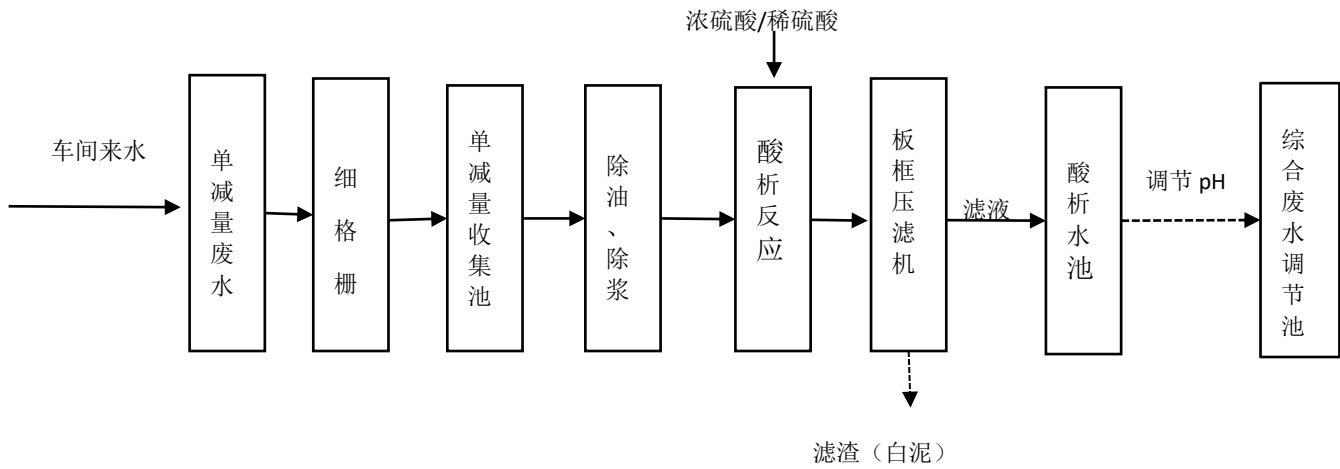 浓硫酸/稀硫酸
车间来水
单减量废水
细格栅
单减量收集池
除油、除浆
酸析反应
板框压滤机
滤液
酸析水池
调节 pH
综合废水调节池
滤渣（白泥）